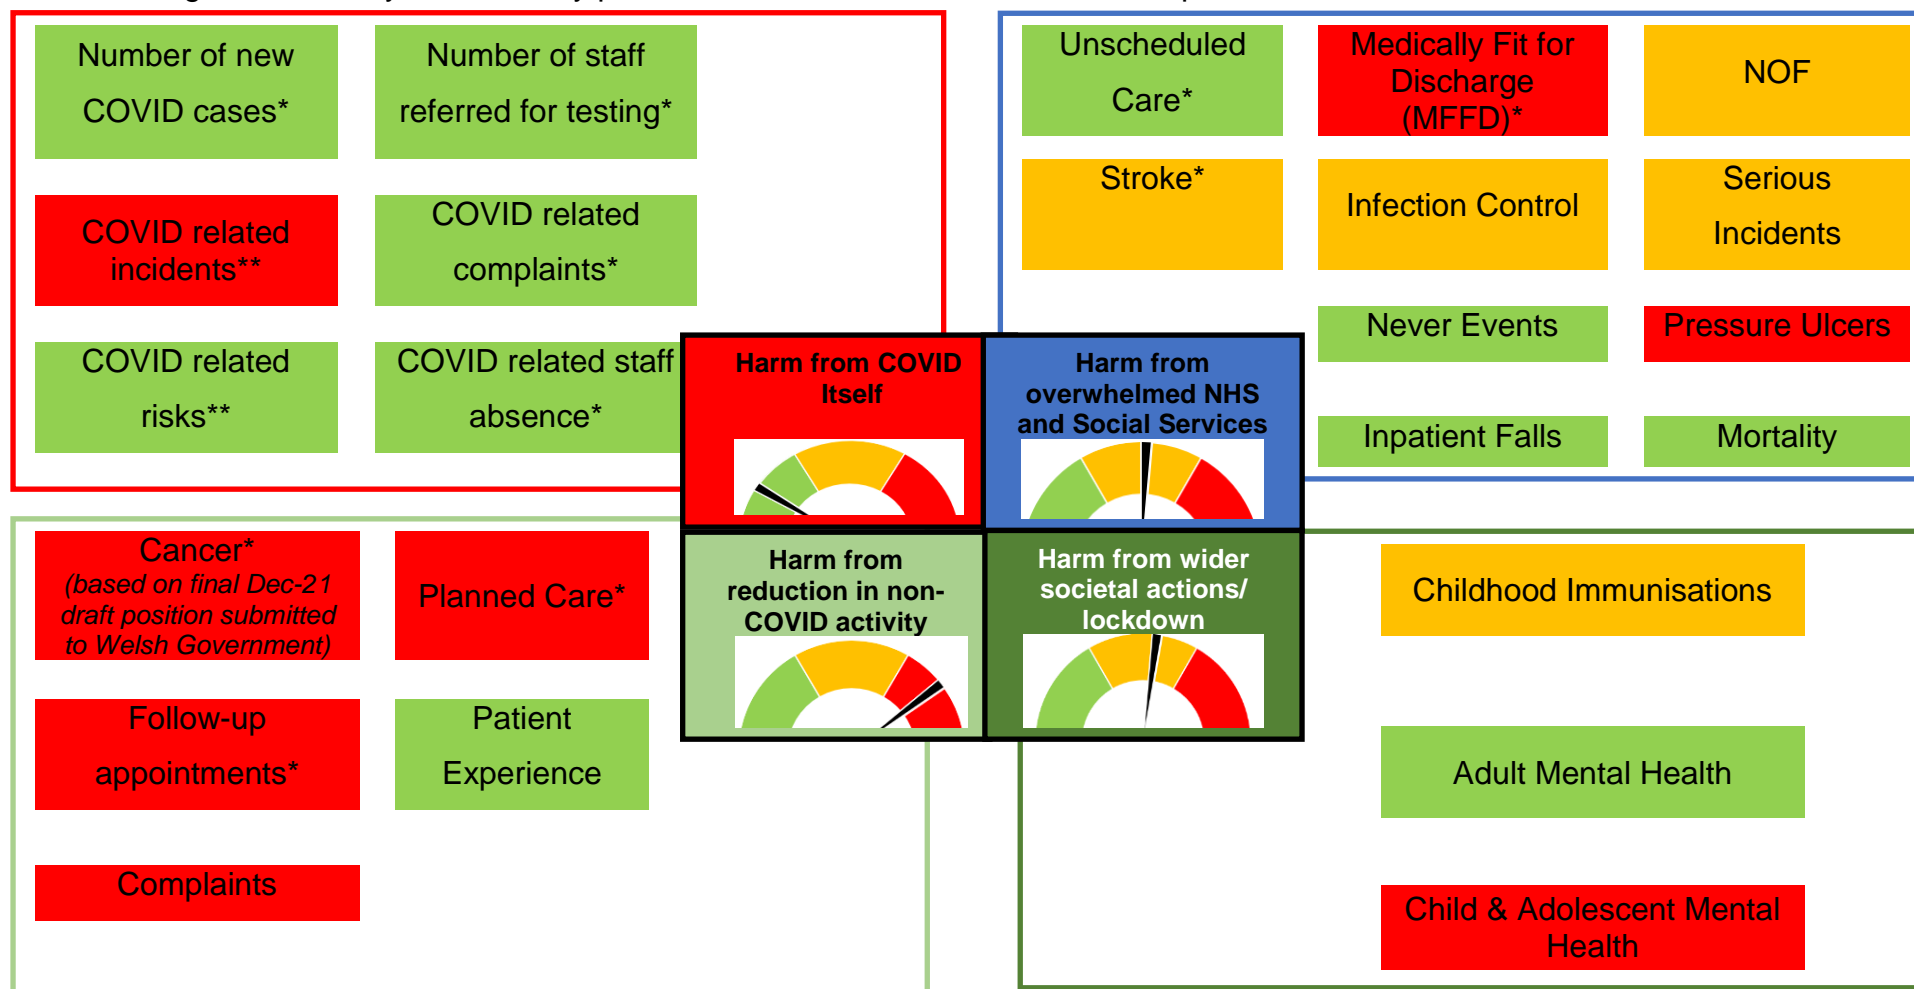 Number of new
COVID cases*
Number of staff
referred for testing*
COVID related
incidents**
COVID related
complaints*
COVID related
risks**
COVID related staff
absence*
Unscheduled
Care*
Medically Fit for
Discharge
(MFFD)*
NOF
Stroke*
Infection Control
Serious
Incidents
Never Events
Pressure Ulcers
Inpatient Falls
Mortality
Harm from COVID
Itself
Harm from
overwhelmed NHS
and Social Services
Harm from
reduction in non-
COVID activity
Harm from wider
societal actions/
lockdown
Cancer*
(based on final Dec-21
draft position submitted
to Welsh Government)
Planned Care*
Follow-up
appointments*
Patient
Experience
Complaints
Childhood Immunisations
Adult Mental Health
Child & Adolescent Mental
Health